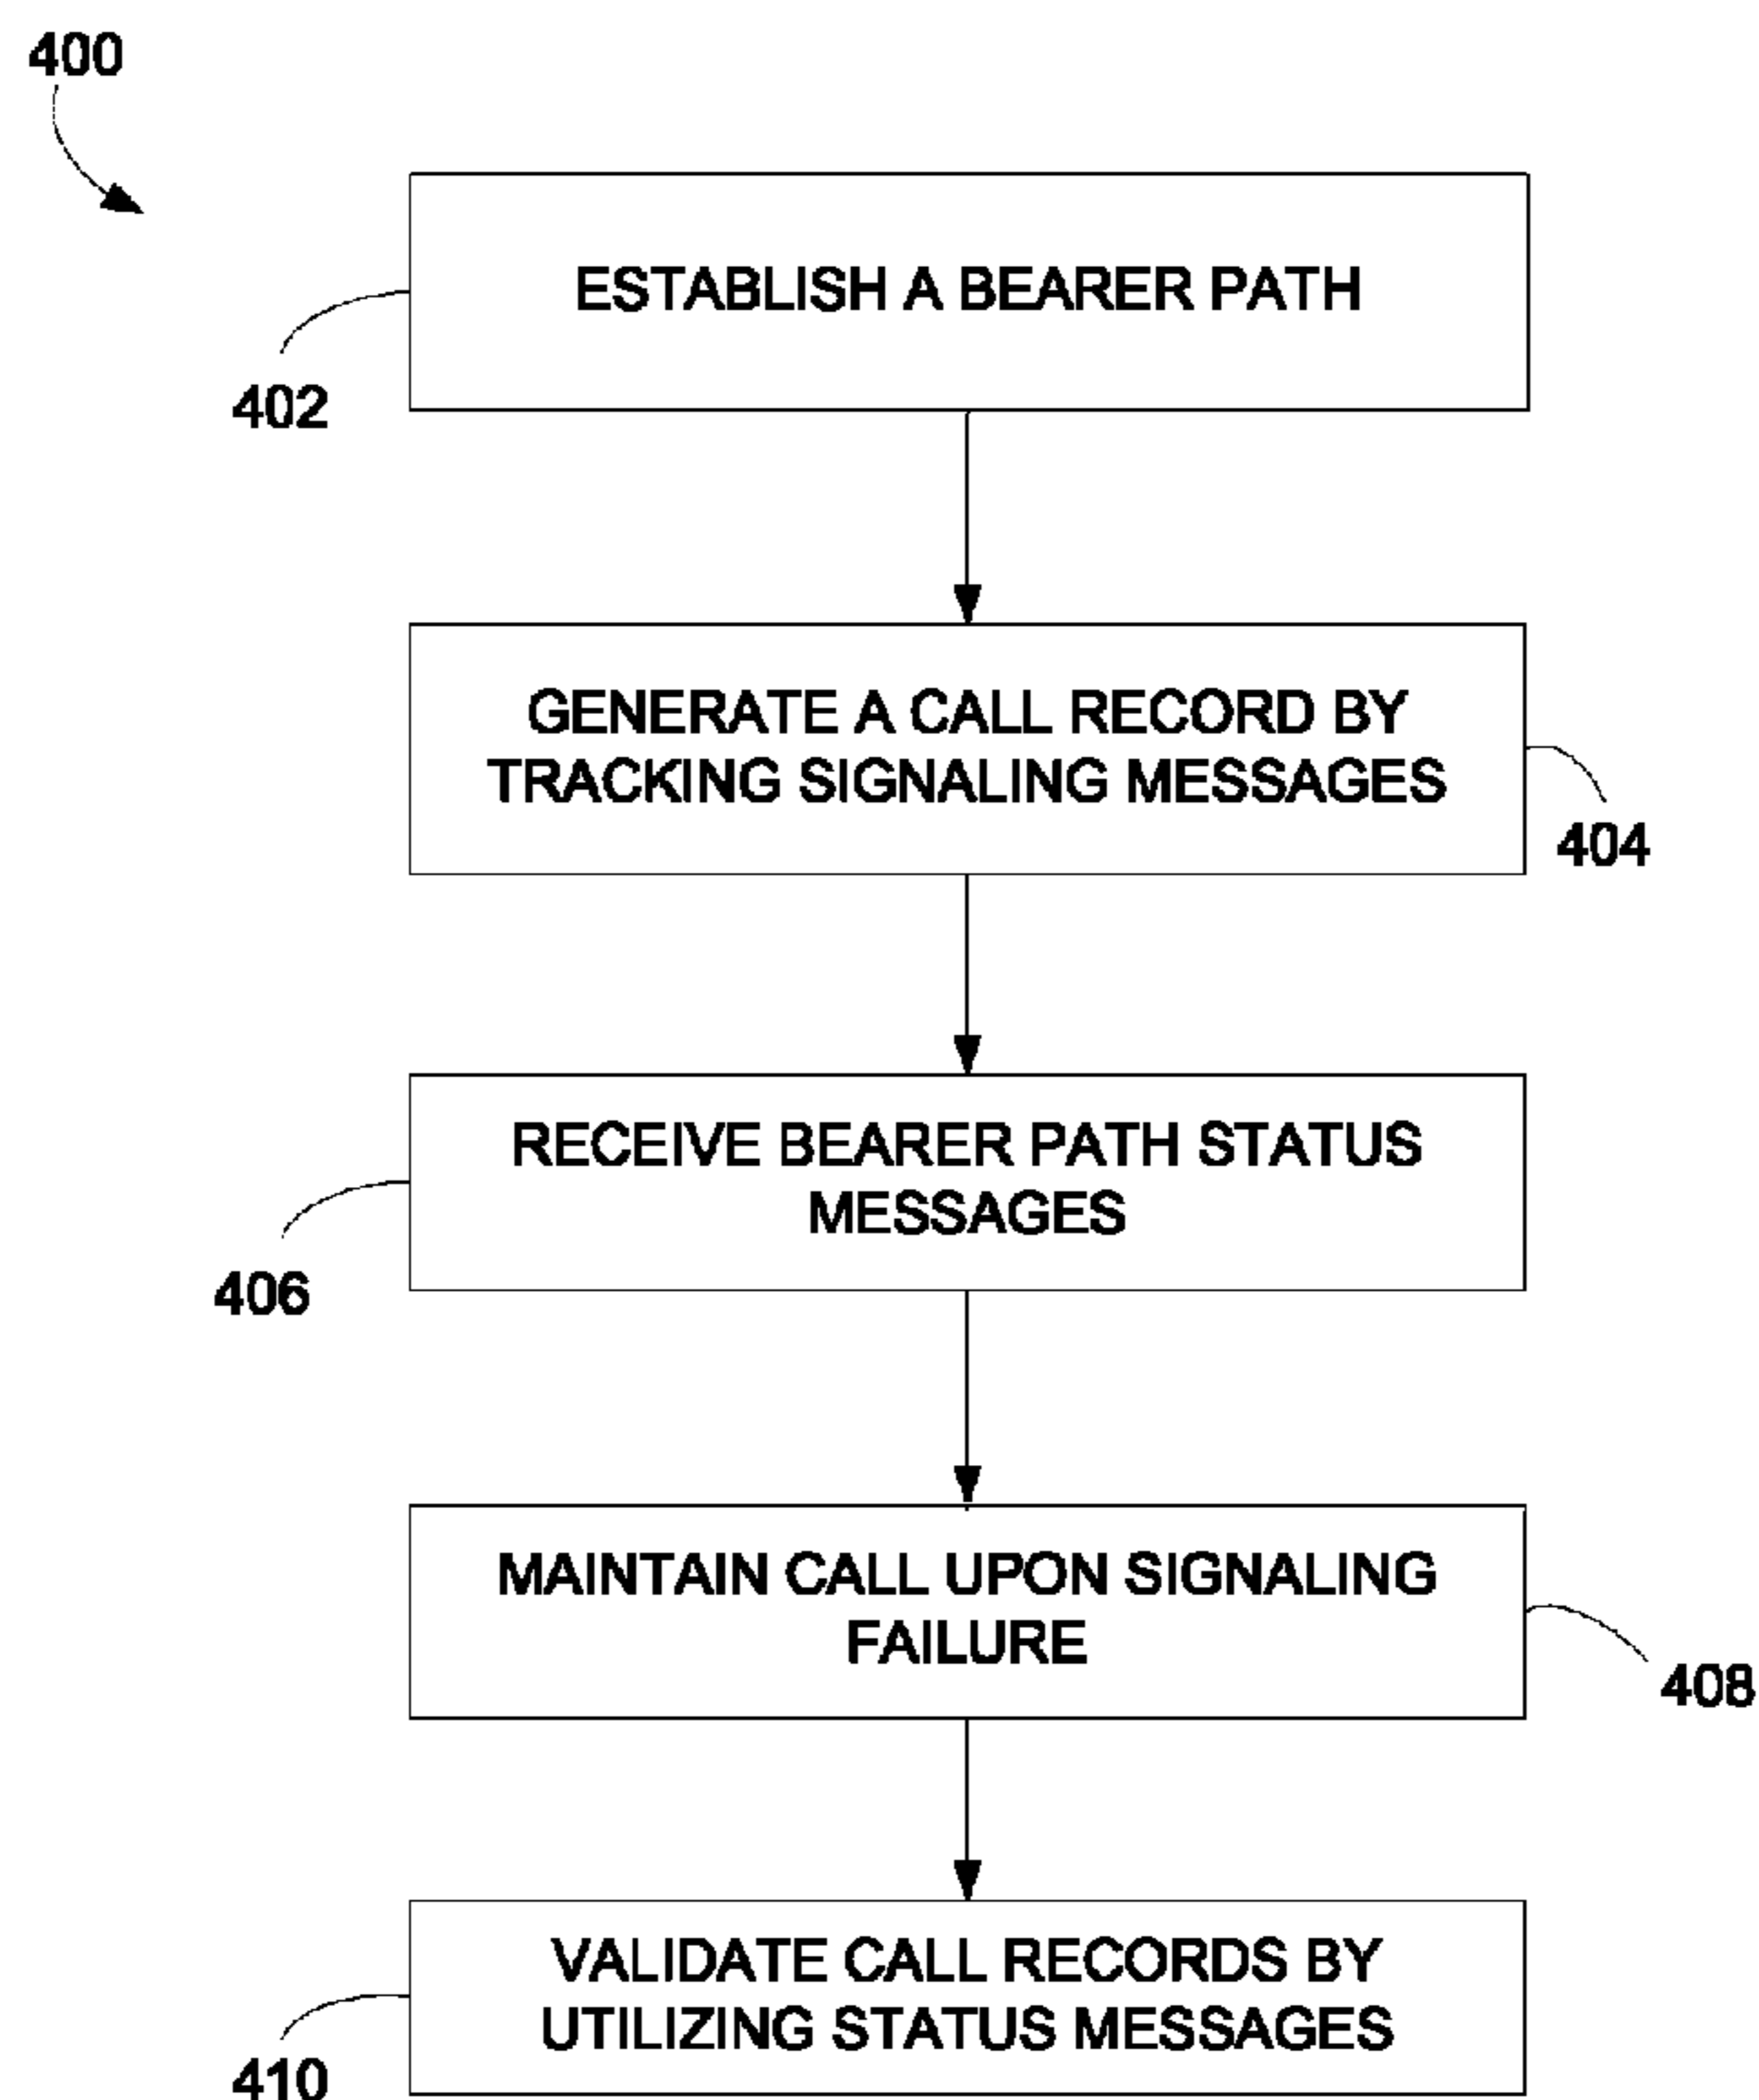 400
ESTABLISH A BEARER PATH
402
GENERATE A CALL RECORD BY
TRACKING SIGNALING MESSAGES
404
RECEIVE BEARER PATH STATUS
MESSAGES
406
MAINTAIN CALL UPON SIGNALING
FAILURE
408
VALIDATE CALL RECORDS BY
UTILIZING STATUS MESSAGES
410